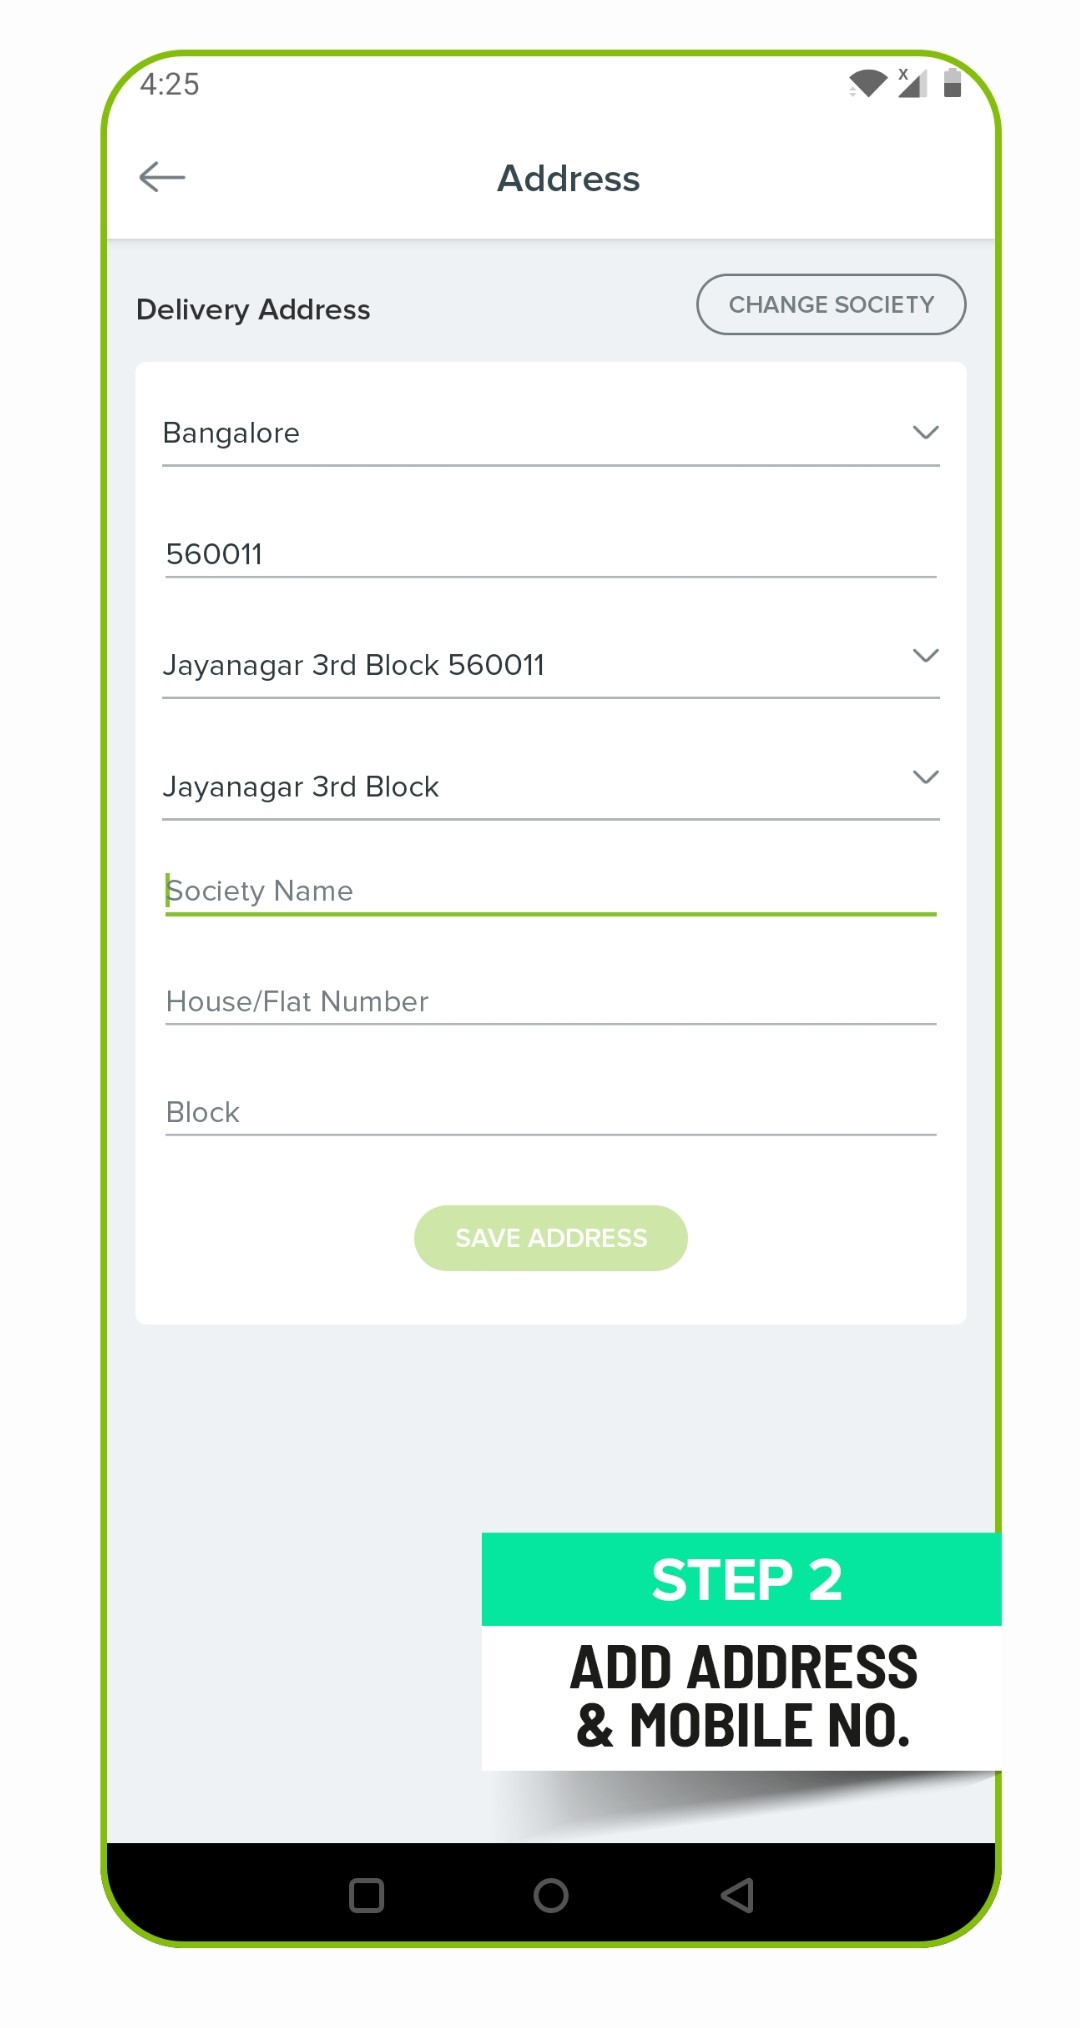 4:25
Address
Delivery Address
CHANGE SOCIETY
Bangalore
560011
Jayanagar 3rd Block 560011
Jayanagar 3rd Block
Society Name
House/Flat Number
Block
SAVE ADDRESS
STEP 2
ADD ADDRESS
& MOBILE NO.